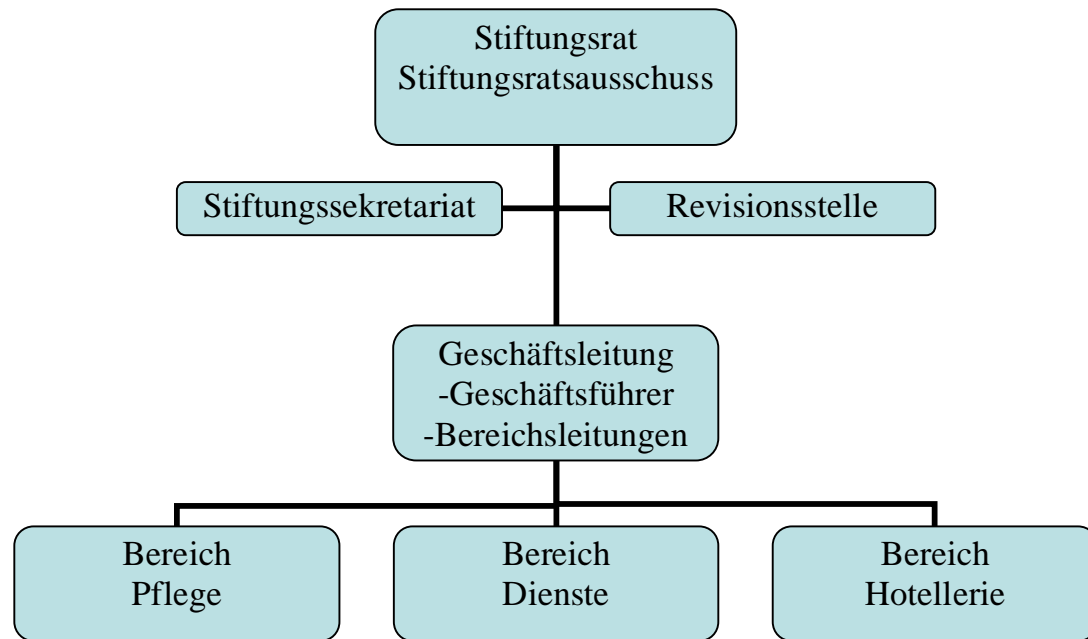 Stiftungsrat
Stiftungsratsausschuss
Stiftungssekretariat
Revisionsstelle
Geschäftsleitung
-Geschäftsführer
-Bereichsleitungen
Bereich
Pflege
Bereich
Dienste
Bereich
Hotellerie